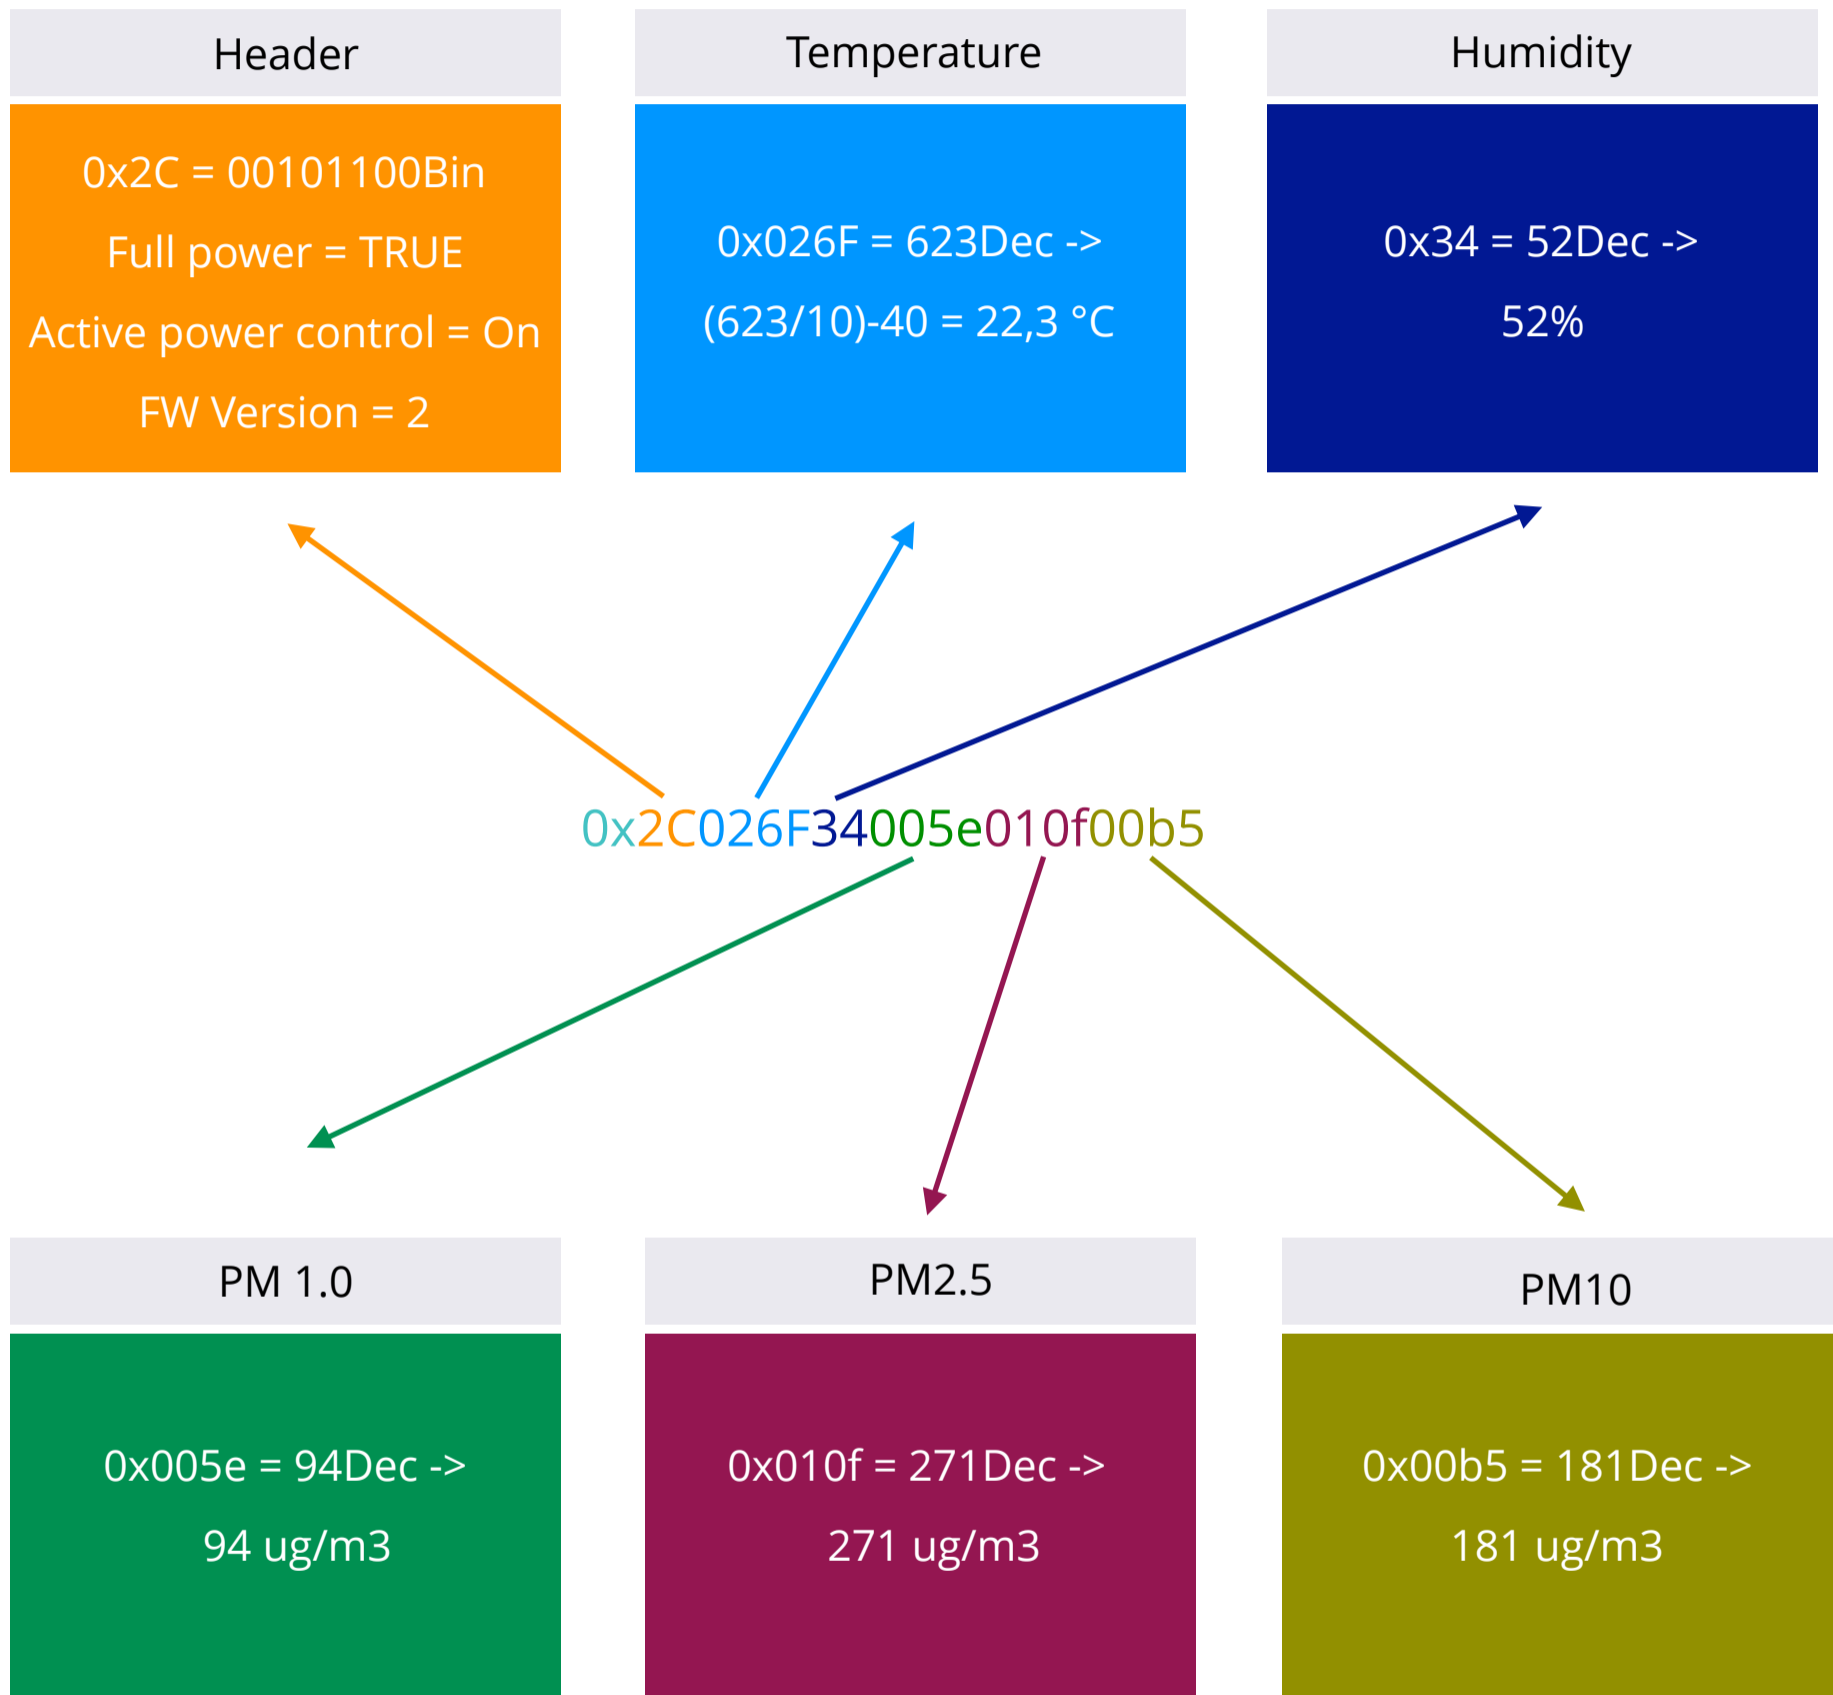 Header
0x2C = 00101100Bin
Full power = TRUE
Active power control = On
FW Version = 2
Temperature
0x026F = 623Dec ->
(623/10)-40 = 22,3 °C
Humidity
0x34 = 52Dec ->
52%
0x2C026F34005e010f00b5
PM 1.0
0x005e = 94Dec ->
94 ug/m3
PM2.5
0x010f = 271Dec ->
271 ug/m3
PM10
0x00b5 = 181Dec ->
181 ug/m3